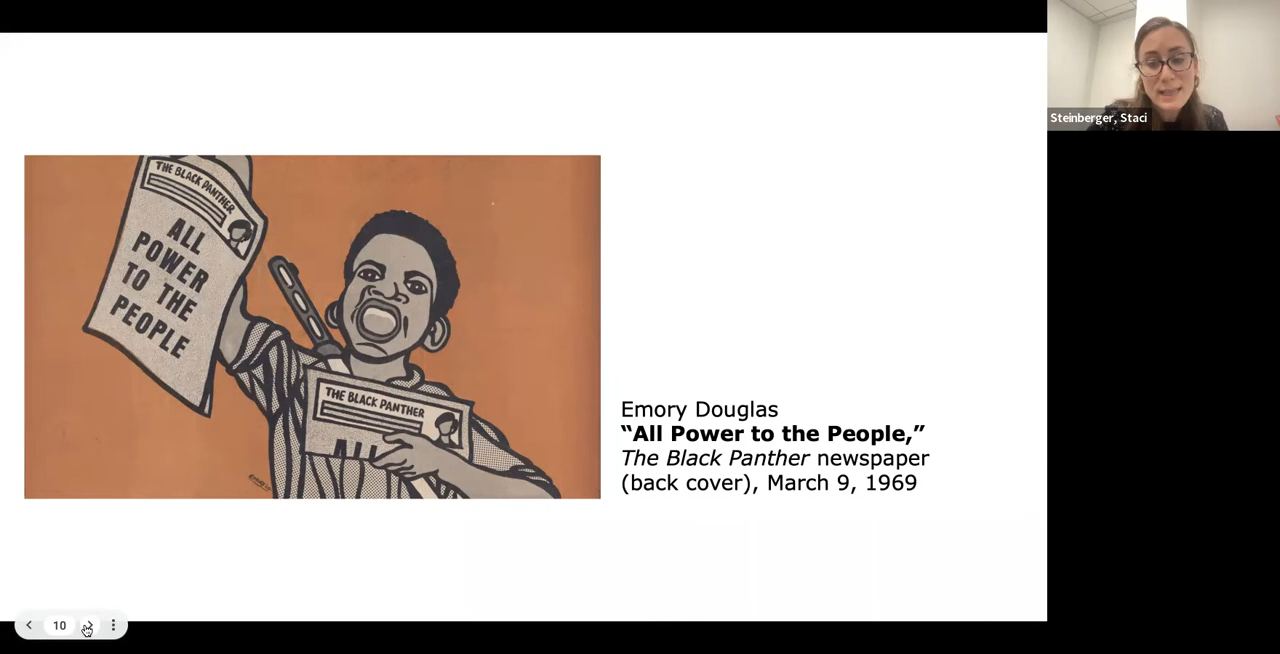 THE BLACK PANTHER
ALL
POWER
TO THE
PEOPLE
THE BLACK PANTHER
ALL
Emory Douglas
“All Power to the People,”
The Black Panther newspaper
(back cover), March 9, 1969
Steinberger, Staci
10